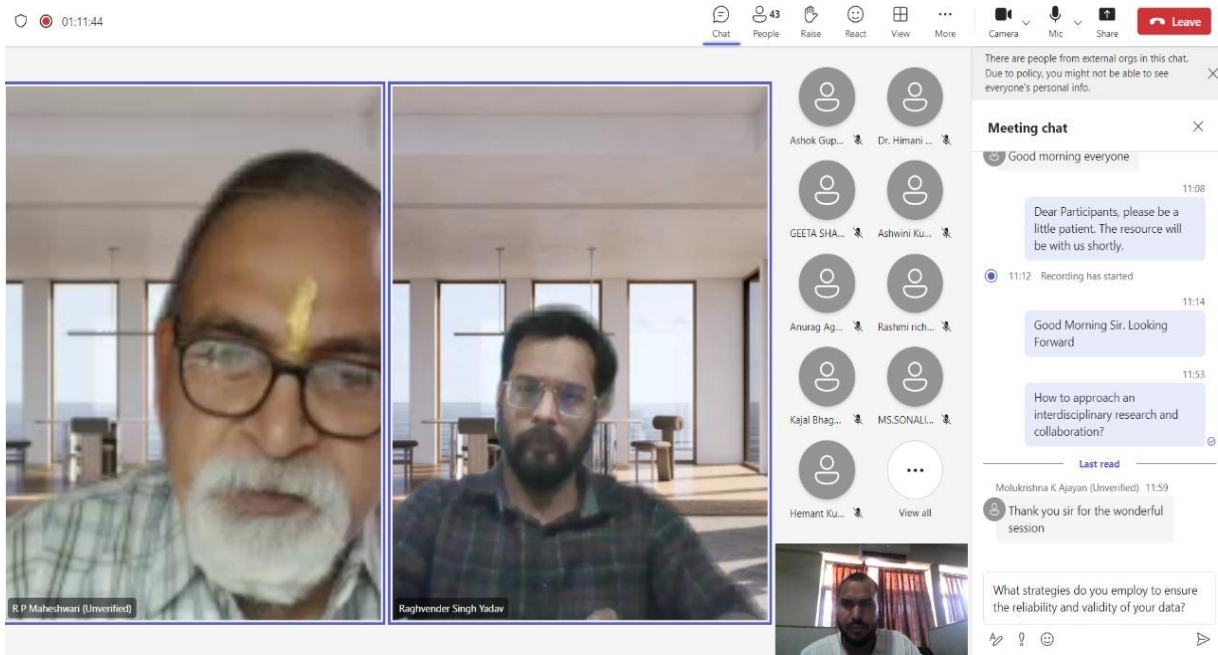 01:11:44
Chat
43
People
Raise
React
View
More
Camera
Mic
Share
Leave
R P Maheshwari (Unverified)
Raghvender Singh Yadav
Ashok Gup...
Dr. Himani ...
GEETA SHA...
Ashwini Ku...
Anurag Ag...
Rashmi rich...
Kajal Bhag...
MS.SONALI...
Hemant Ku...
View all
There are people from external orgs in this chat.
Due to policy, you might not be able to see
everyone's personal info.
Meeting chat
Good morning everyone
11:08
Dear Participants, please be a
little patient. The resource will
be with us shortly.
11:12 Recording has started
11:14
Good Morning Sir. Looking
Forward
11:53
How to approach an
interdisciplinary research and
collaboration?
Last read
Molukrishna K Ajayan (Unverified) 11:59
Thank you sir for the wonderful
session
What strategies do you employ to ensure
the reliability and validity of your data?